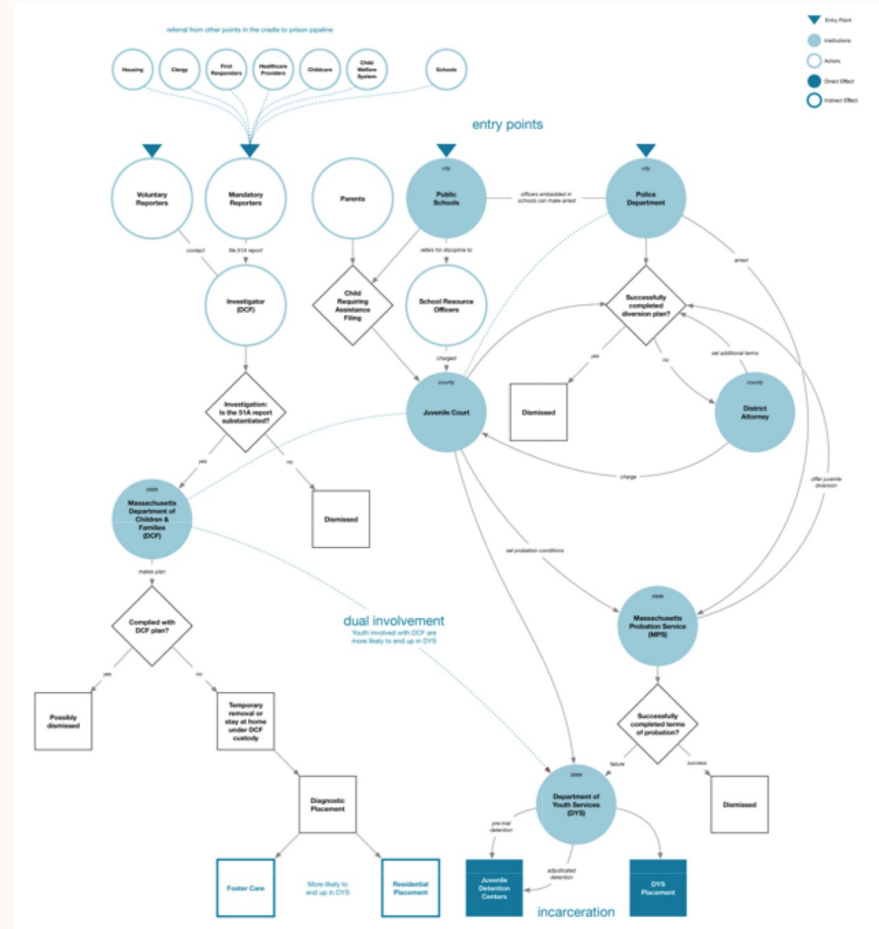 referral from other points in the cradle to prison pipeline
Entry Point
Institutions
Actors
Direct Effect
Indirect Effect
Housing
Clergy
First
Responders
Healthcare
Providers
Childcare
Child
Welfare
System
Schools
entry points
Voluntary
Reporters
Mandatory
Reporters
Parents
city
Public
Schools
officers embedded in
schools can make arrest
city
Police
Department
contact
file 51A report
refers for discipline to
arrest
Investigator
(DCF)
Child
Requiring
Assistance
Filing
School Resource
Officers
Successfully
completed
diversion plan?
charged
yes
no
set additional terms
Investigation:
Is the 51A report
substantiated?
county
Juvenile Court
Dismissed
county
District
Attorney
yes
no
charge
offer juvenile
diversion
state
Massachusetts
Department of
Children &
Families
(DCF)
Dismissed
set probation conditions
makes plan
dual involvement
Youth involved with DCF are
more likely to end up in DYS
Complied with
DCF plan?
state
Massachusetts
Probation Service
(MPS)
yes
no
Possibly
dismissed
Temporary
removal or
stay at home
under DCF
custody
Successfully
completed terms
of probation?
failure
success
Diagnostic
Placement
state
Department of
Youth Services
(DYS)
Dismissed
pre-trial
detention
adjudicated
detention
Foster Care
More likely to
end up in DYS
Residential
Placement
Juvenile
Detention
Centers
DYS
Placement
incarceration